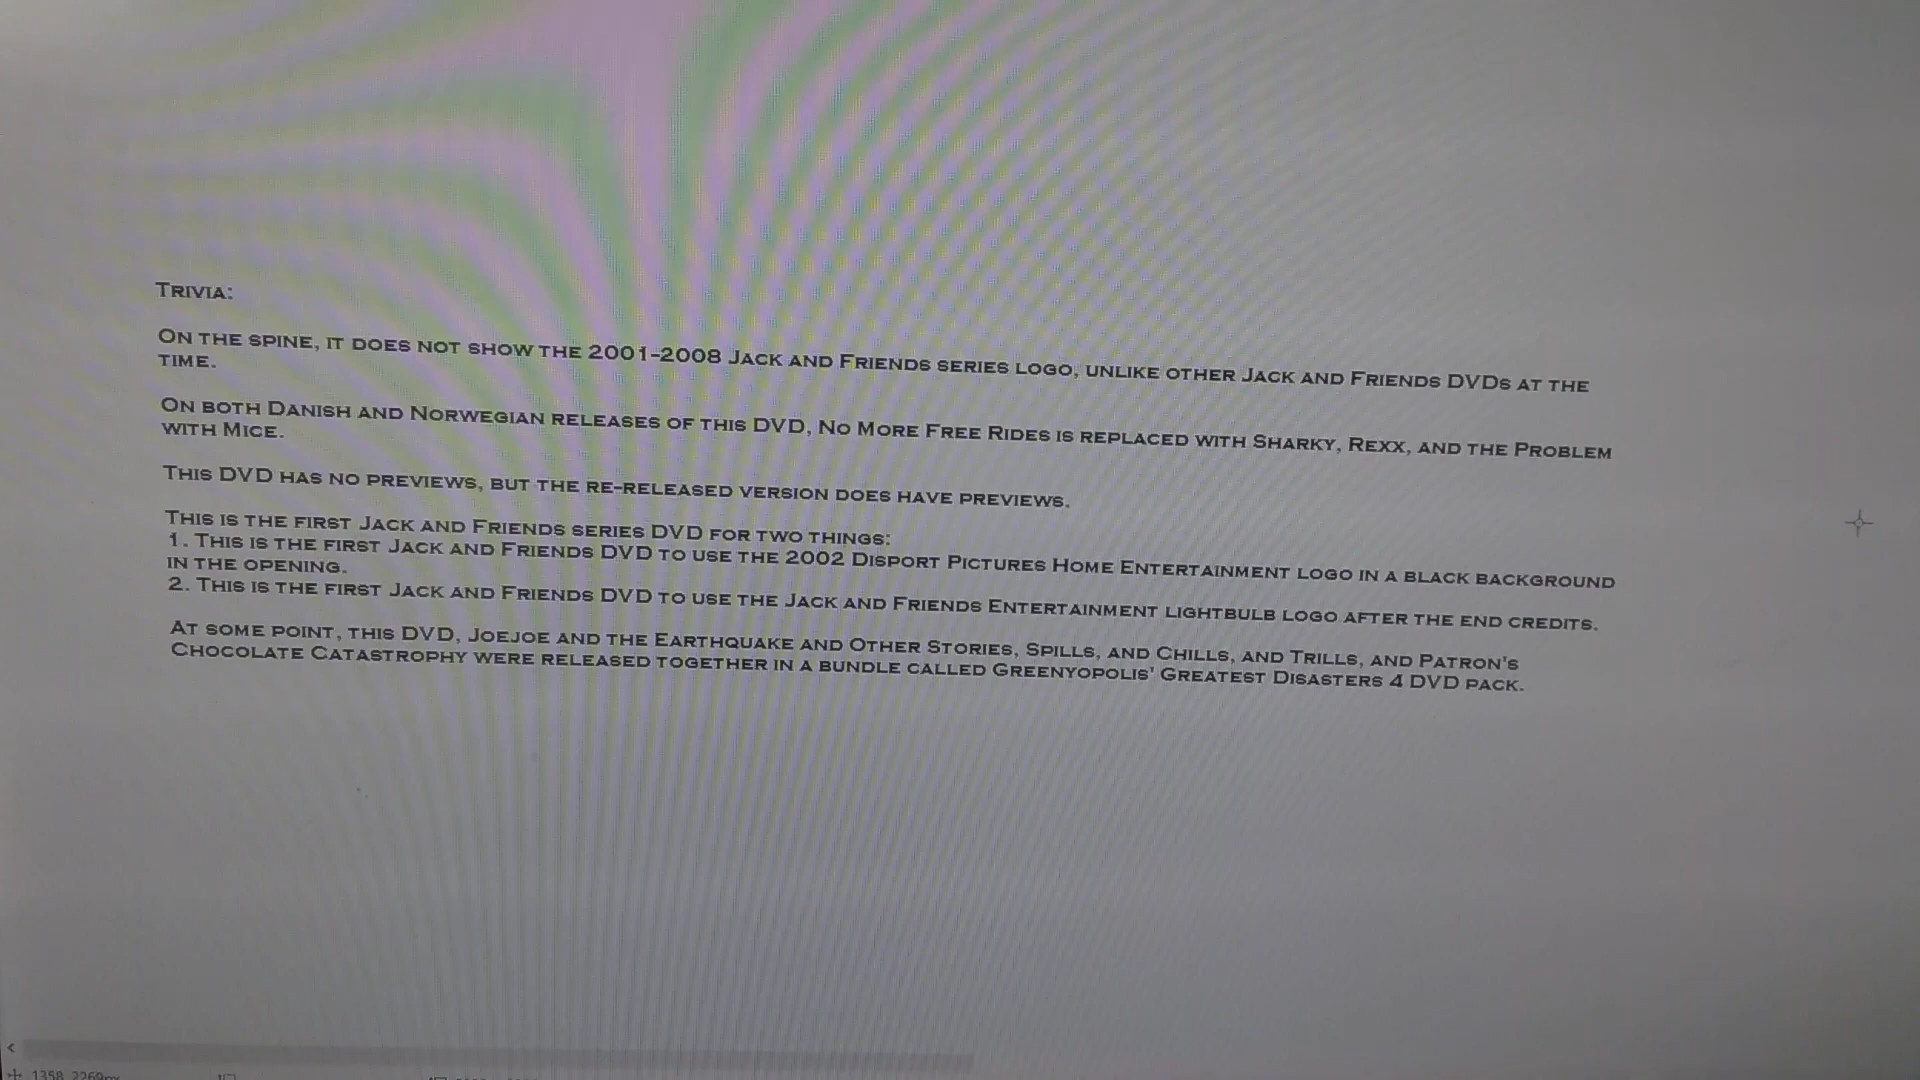 Trivia:
On the spine, it does not show the 2001-2008 Jack and Friends series logo, unlike other Jack and Friends DVDs at the
time.
On both Danish and Norwegian releases of this DVD, No More Free Rides is replaced with Sharky, Rexx, and the Problem
with Mice.
This DVD has no previews, but the re-released version does have previews.
This is the first Jack and Friends series DVD for two things:
1. This is the first Jack and Friends DVD to use the 2002 Disport Pictures Home Entertainment logo in a black background
in the opening.
2. This is the first Jack and Friends DVD to use the Jack and Friends Entertainment lightbulb logo after the end credits.
At some point, this DVD, Joejoe and the Earthquake and Other Stories, Spills, and Chills, and Trills, and Patron's
Chocolate Catastrophy were released together in a bundle called Greenyopolis' Greatest Disasters 4 DVD pack.
1358, 2269px